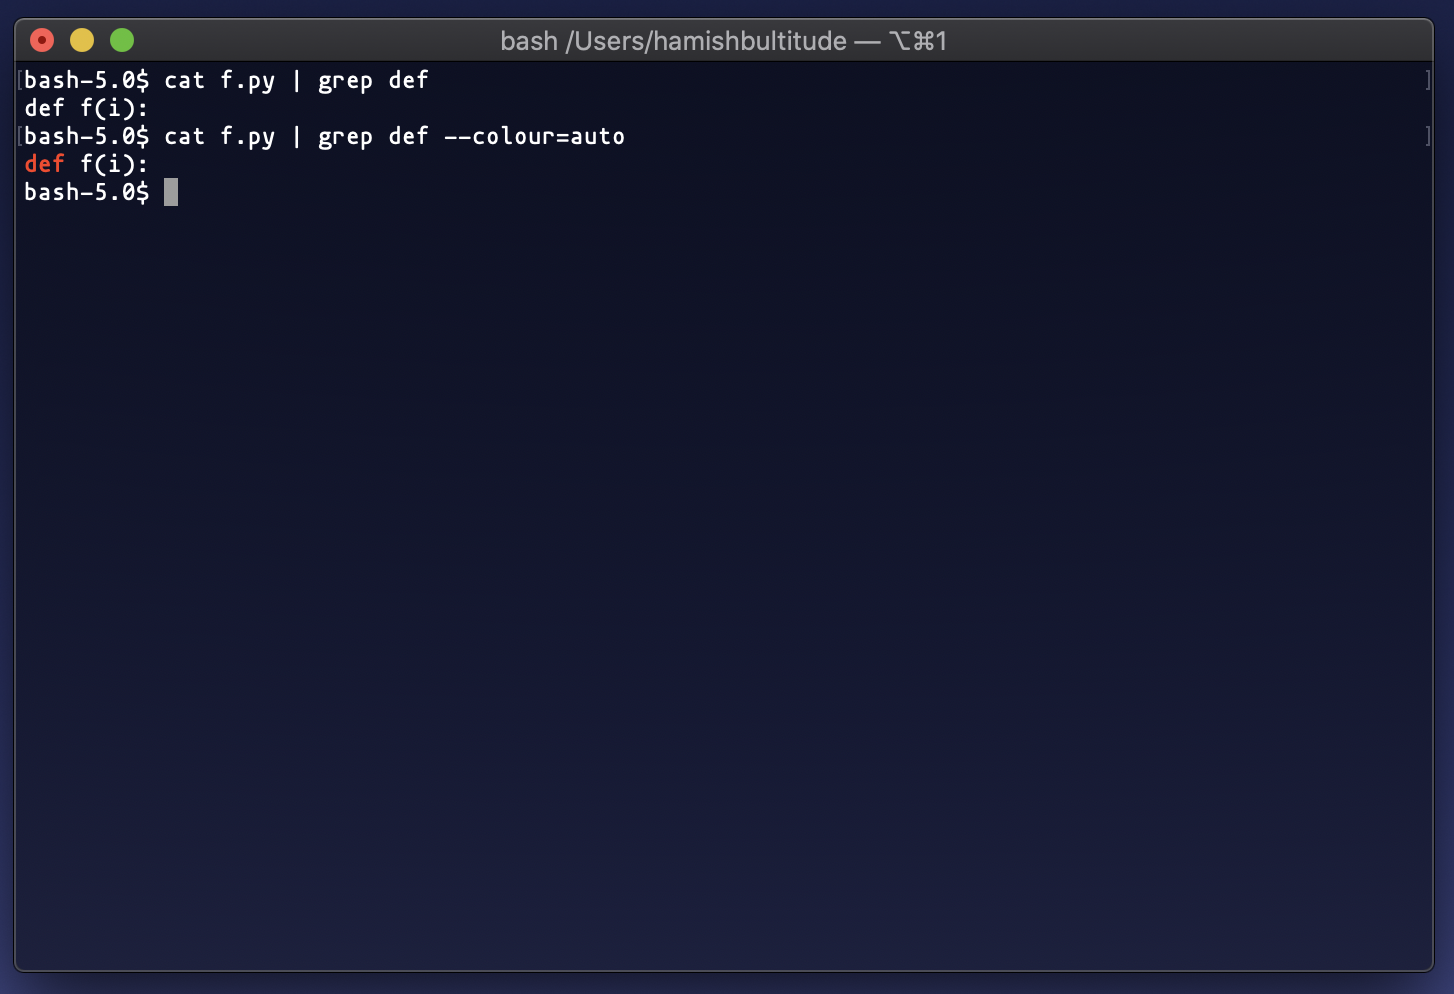 bash /Users/hamishbultitude — ⌥⌘1
[bash-5.0$ cat f.py | grep def ]
def f(i):
[bash-5.0$ cat f.py | grep def --colour=auto ]
def f(i):
bash-5.0$